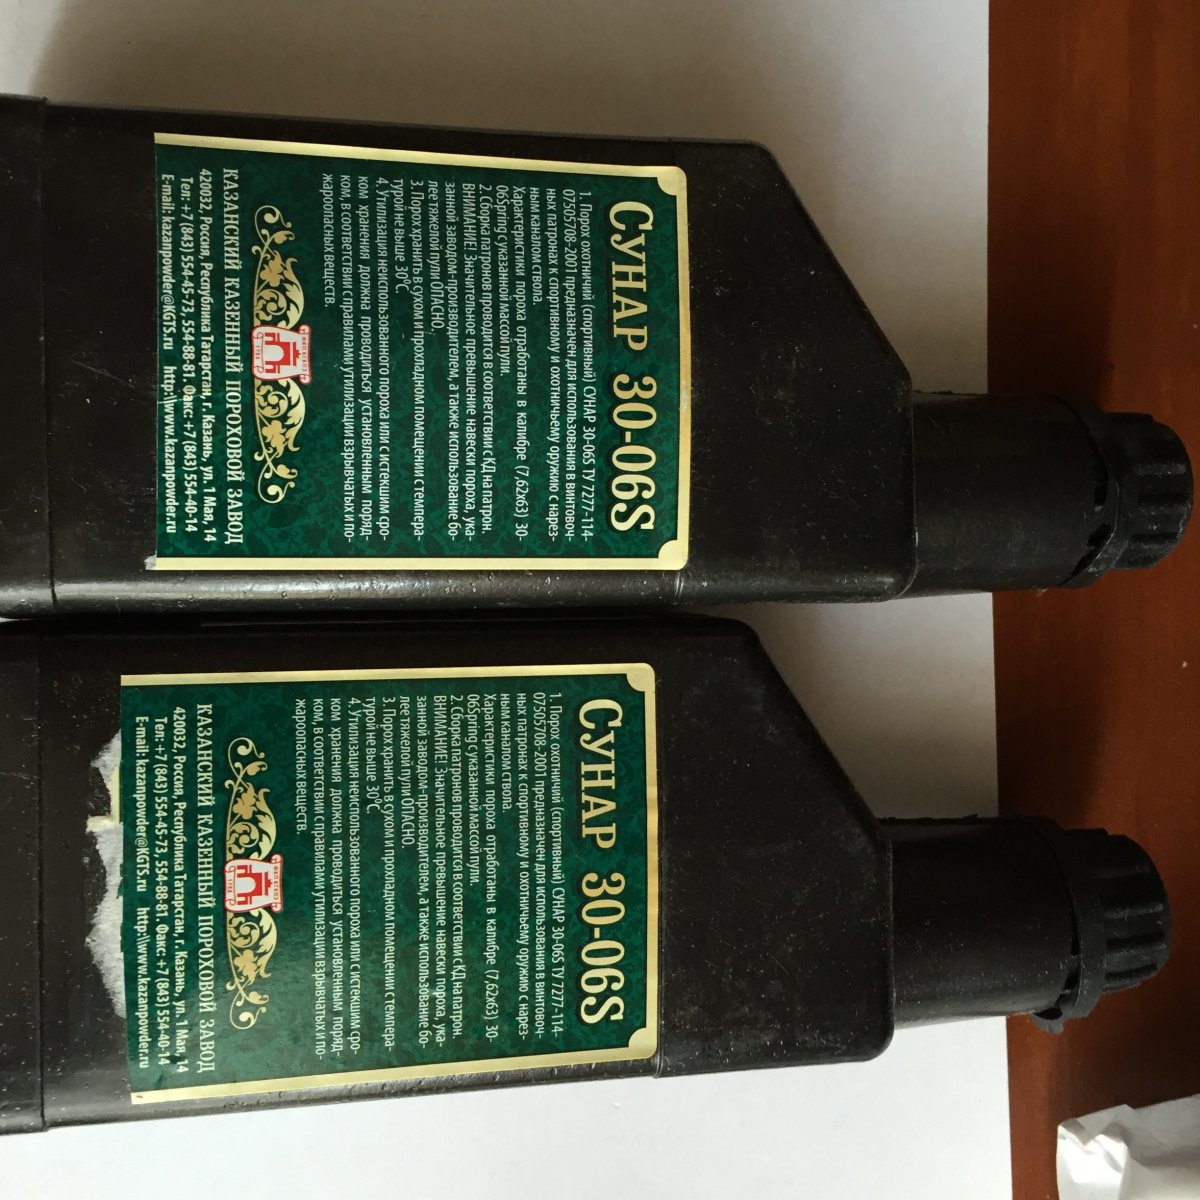 СУНАР 30-06S
1. Порох охотничий (спортивный) СУНАР 30-06S ТУ 7277-114-
07505708-2001 предназначен для использования в винтовоч-
ных патронах к спортивному и охотничьему оружию с нарез-
ным каналом ствола.
Характеристики пороха отработаны в калибре (7,62х63) 30-
06Spring с указанной массой пули.
2. Сборка патронов проводится в соответствии с КД на патрон.
ВНИМАНИЕ! Значительное превышение навески пороха, ука-
занной заводом-производителем, а также использование бо-
лее тяжелой пули ОПАСНО.
3. Порох хранить в сухом и прохладном помещении с темпера-
турой не выше 30°С.
4. Утилизация неиспользованного пороха или с истекшим сро-
ком хранения должна проводиться установленным поряд-
ком, в соответствии с правилами утилизации взрывчатых и по-
жароопасных веществ.
ФКП КГКПЗ
1788
КАЗАНСКИЙ КАЗЕННЫЙ ПОРОХОВОЙ ЗАВОД
420032, Россия, Республика Татарстан, г. Казань, ул. 1 Мая, 14
Тел: +7 (843) 554-45-73, 554-88-81. Факс: +7 (843) 554-40-14
E-mail: kazanpowder@KGTS.ru http:\\www.kazanpowder.ru
СУНАР 30-06S
1. Порох охотничий (спортивный) СУНАР 30-06S ТУ 7277-114-
07505708-2001 предназначен для использования в винтовоч-
ных патронах к спортивному и охотничьему оружию с нарез-
ным каналом ствола.
Характеристики пороха отработаны в калибре (7,62х63) 30-
06Spring с указанной массой пули.
2. Сборка патронов проводится в соответствии с КД на патрон.
ВНИМАНИЕ! Значительное превышение навески пороха, ука-
занной заводом-производителем, а также использование бо-
лее тяжелой пули ОПАСНО.
3. Порох хранить в сухом и прохладном помещении с темпера-
турой не выше 30°С.
4. Утилизация неиспользованного пороха или с истекшим сро-
ком хранения должна проводиться установленным поряд-
ком, в соответствии с правилами утилизации взрывчатых и по-
жароопасных веществ.
1788
КАЗАНСКИЙ КАЗЕННЫЙ ПОРОХОВОЙ ЗАВОД
420032, Россия, Республика Татарстан, г. Казань, ул. 1 Мая, 14
Тел: +7 (843) 554-45-73, 554-88-81. Факс: +7 (843) 554-40-14
E-mail: kazanpowder@KGTS.ru http:\\www.kazanpowder.ru